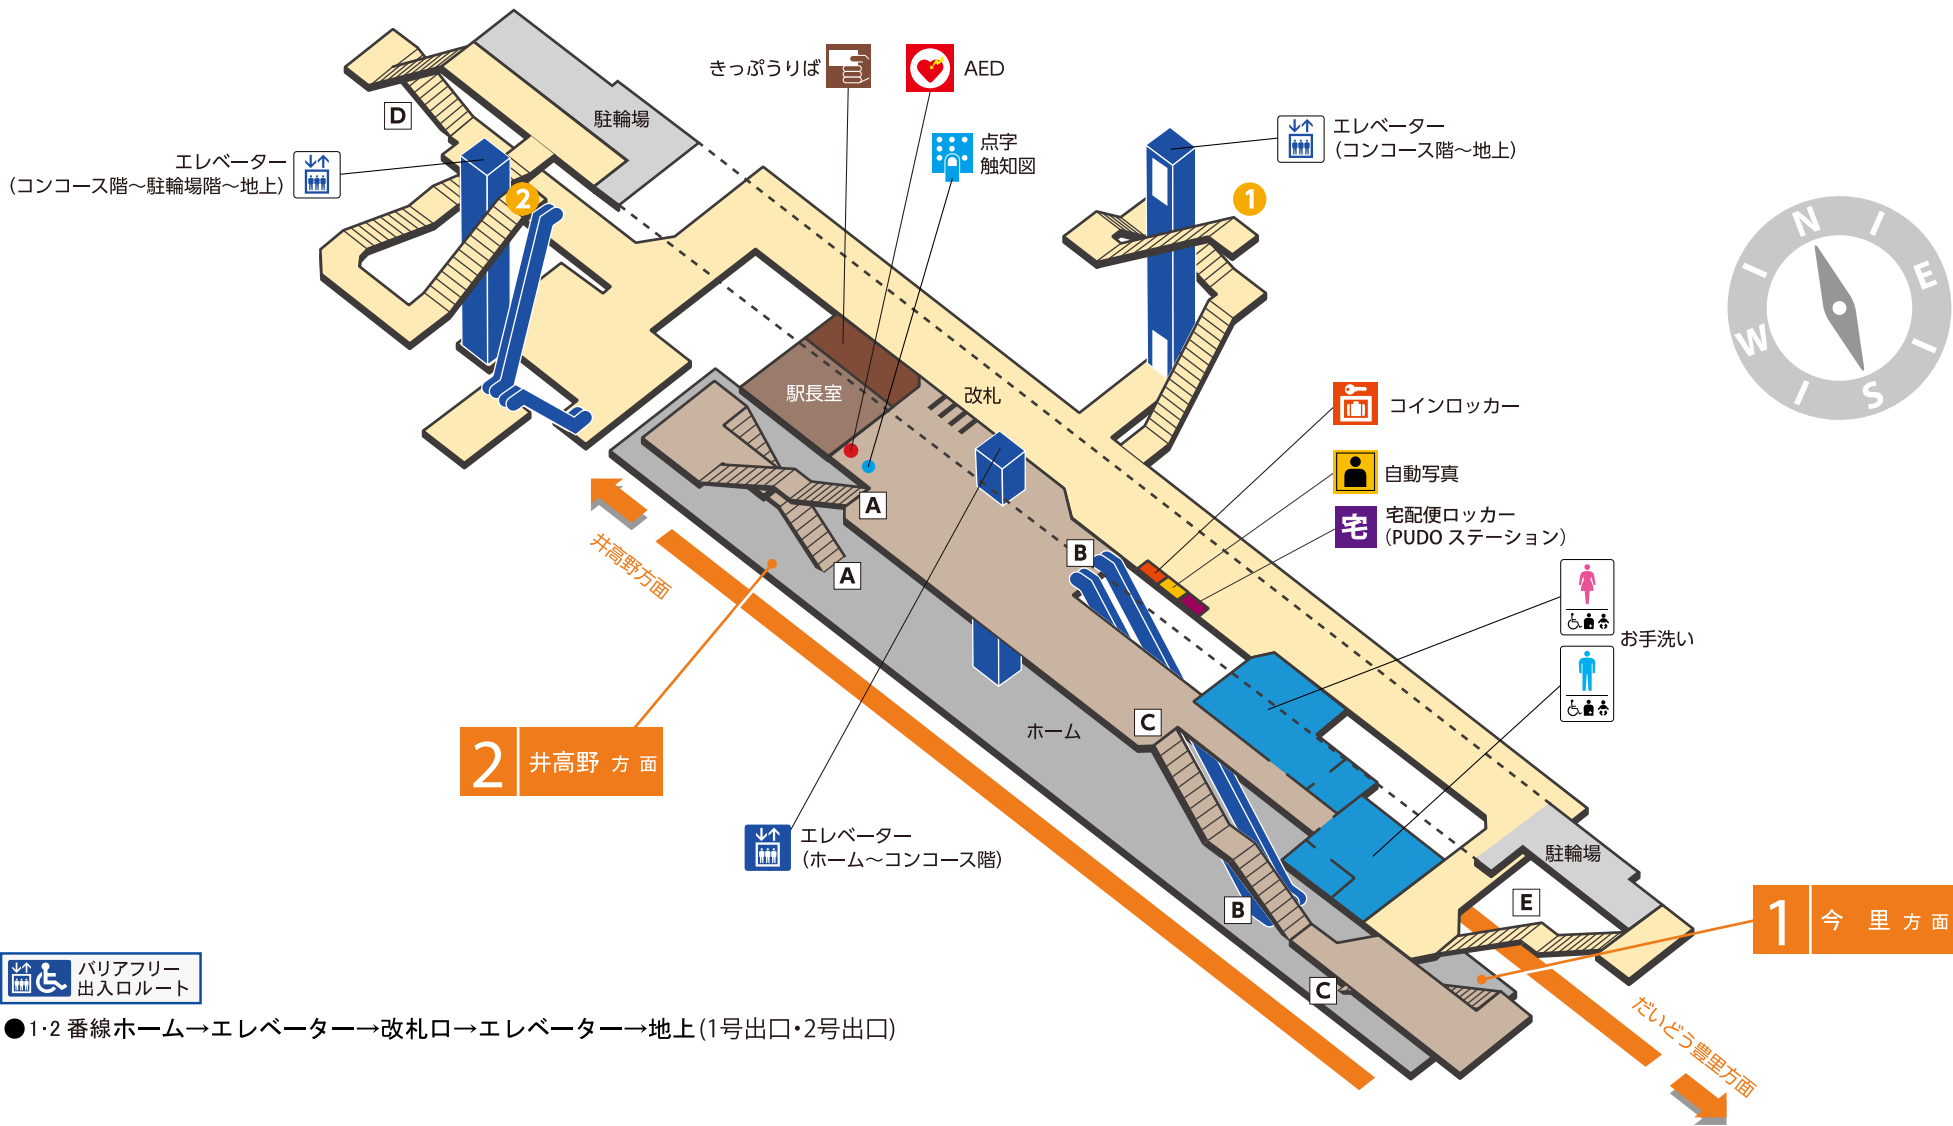 きっぷうりば
AED
駐輪場
D
点字
触知図
エレベーター
(コンコース階～地上)
エレベーター
(コンコース階～駐輪場階～地上)
2
1
N
I
E
I
S
I
W
I
駅長室
改札
コインロッカー
自動写真
宅
宅配便ロッカー
(PUDO ステーション)
A
A
B
井高野方面
お手洗い
C
ホーム
2 井高野 方面
エレベーター
(ホーム～コンコース階)
駐輪場
B
E
1 今里 方面
C
だいどう豊里方面
バリアフリー
出入口ルート
●1・2 番線ホーム→エレベーター→改札口→エレベーター→地上(1号出口・2号出口)